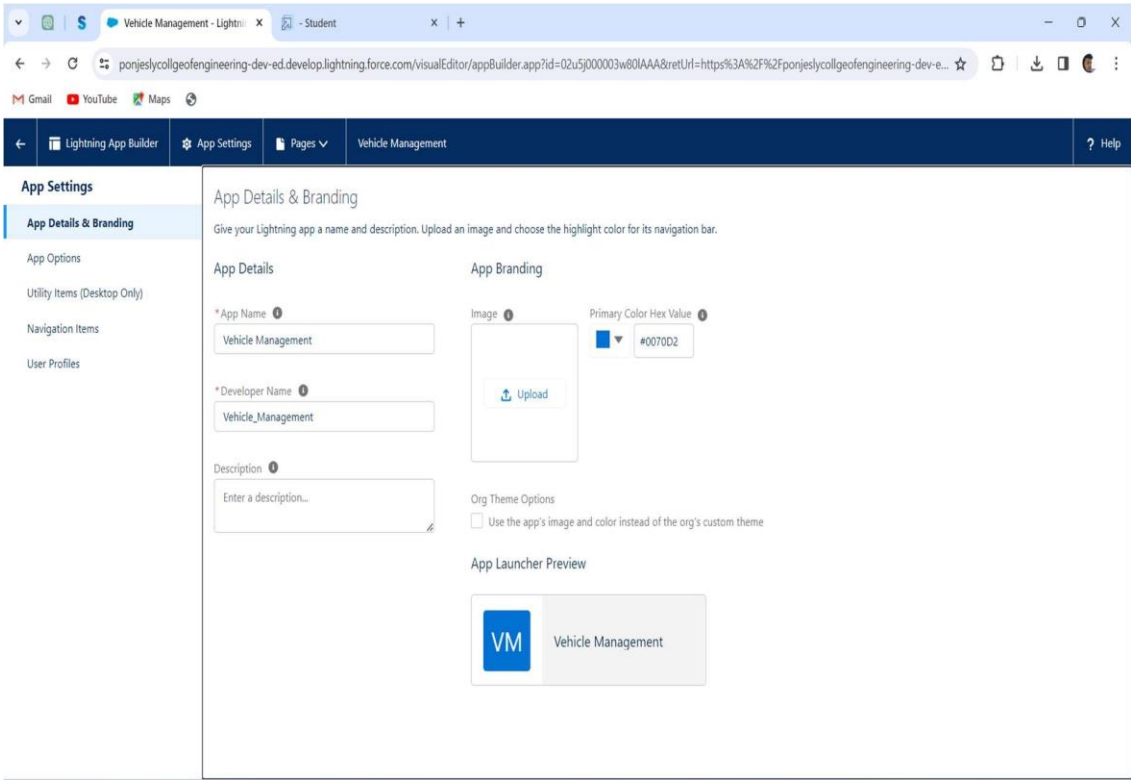 S
Vehicle Management - Lightni X
- Student X
+
ponjeslycollgeofengineering-dev-ed.develop.lightning.force.com/visualEditor/appBuilder.app?id=02u5j000003w80lAAA&retUrl=https%3A%2F%2Fponjeslycollgeofengineering-dev-e...
Gmail YouTube Maps
Lightning App Builder App Settings Pages Vehicle Management ? Help
App Settings
App Details & Branding
App Options
Utility Items (Desktop Only)
Navigation Items
User Profiles
App Details & Branding
Give your Lightning app a name and description. Upload an image and choose the highlight color for its navigation bar.
App Details
*App Name
Vehicle Management
*Developer Name
Vehicle_Management
Description
Enter a description...
App Branding
Image
Upload
Primary Color Hex Value
#0070D2
Org Theme Options
Use the app's image and color instead of the org's custom theme
App Launcher Preview
VM Vehicle Management